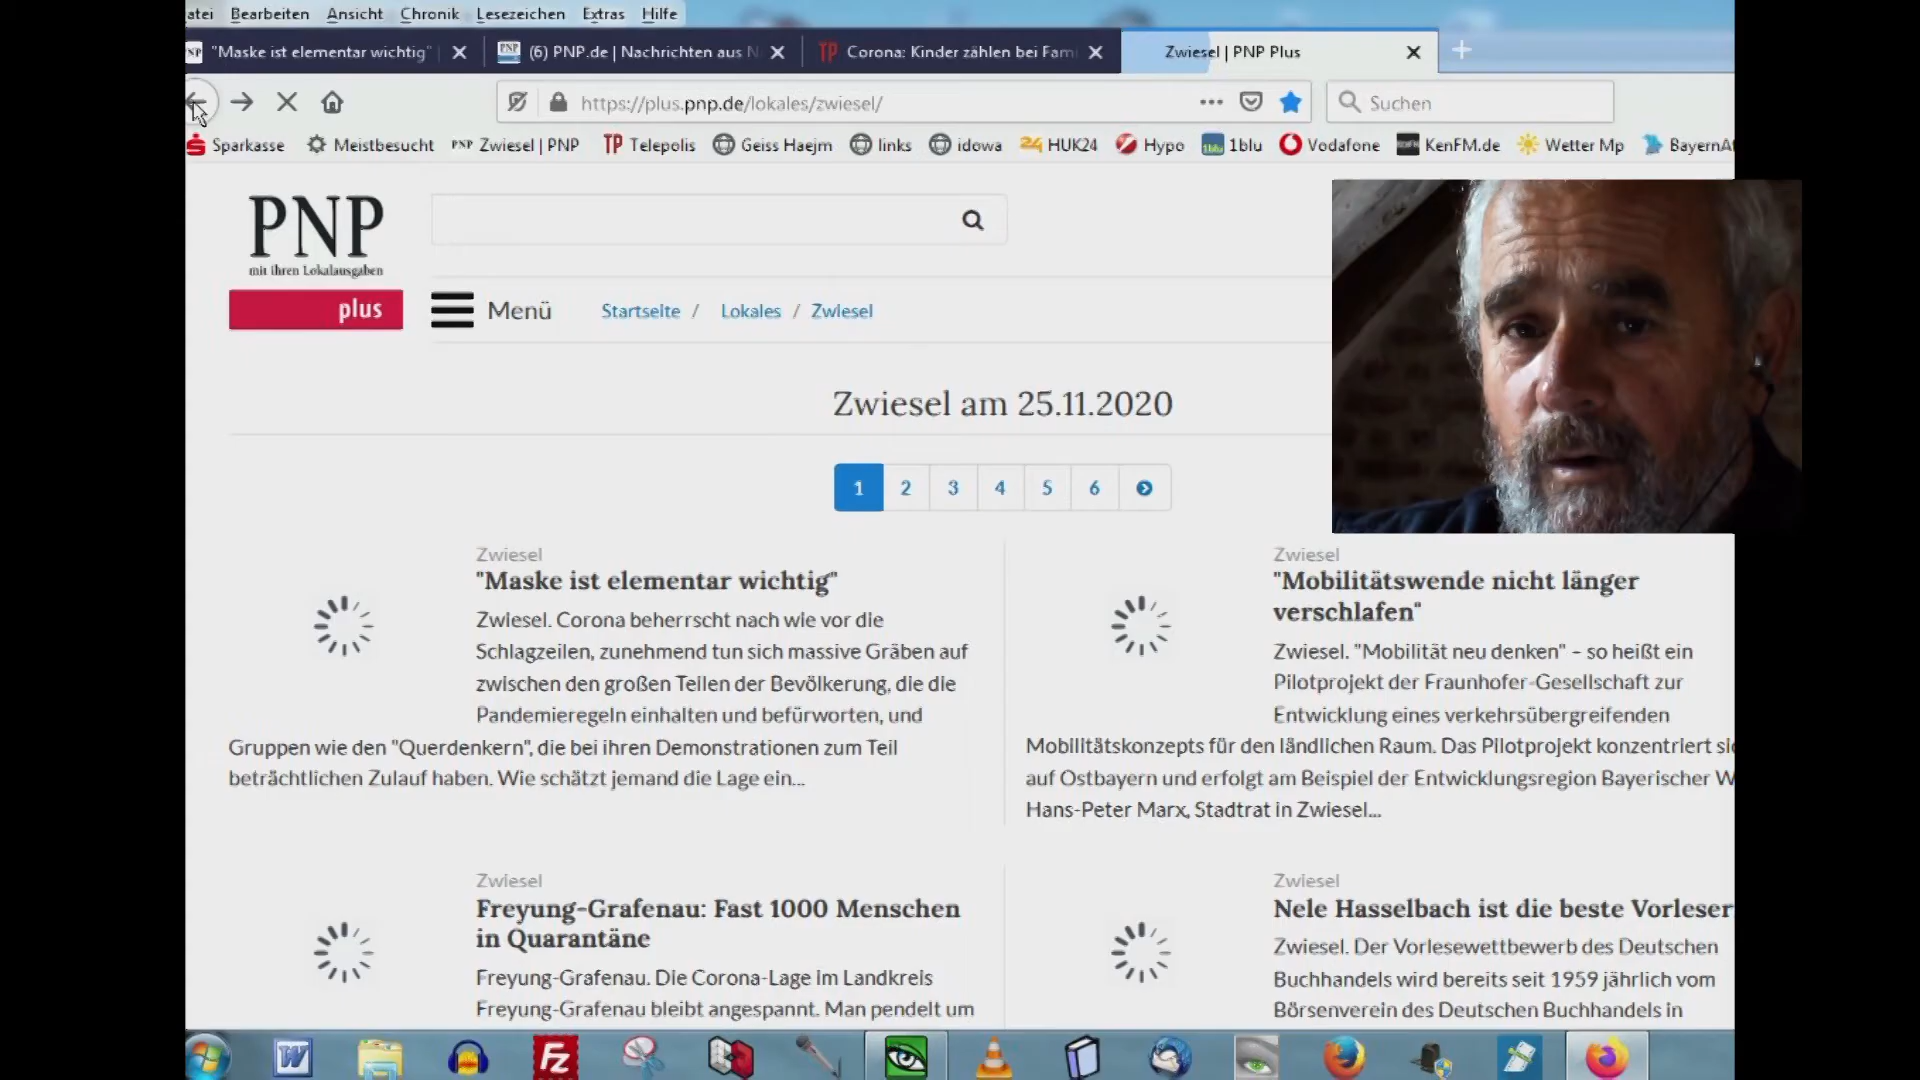 atei Bearbeiten Ansicht Chronik Lesezeichen Extras Hilfe
PNP "Maske ist elementar wichtig" PNP (6) PNP.de | Nachrichten aus N TP Corona: Kinder zählen bei Fam Zwiesel | PNP Plus
https://plus.pnp.de/lokales/zwiesel/ Suchen
Sparkasse Meistbesucht PNP Zwiesel | PNP TP Telepolis Geiss Haejm links idowa 24 HUK24 Hypo 1blu 1blu Vodafone KenFM.de Wetter Mp BayernAt
PNP
mit ihren Lokalausgaben
plus
Menü Startseite / Lokales / Zwiesel
Zwiesel am 25.11.2020
1 2 3 4 5 6
Zwiesel
"Maske ist elementar wichtig"
Zwiesel. Corona beherrscht nach wie vor die
Schlagzeilen, zunehmend tun sich massive Gräben auf
zwischen den großen Teilen der Bevölkerung, die die
Pandemieregeln einhalten und befürworten, und
Gruppen wie den "Querdenkern", die bei ihren Demonstrationen zum Teil
beträchtlichen Zulauf haben. Wie schätzt jemand die Lage ein...
Zwiesel
"Mobilitätswende nicht länger
verschlafen"
Zwiesel. "Mobilität neu denken" – so heißt ein
Pilotprojekt der Fraunhofer-Gesellschaft zur
Entwicklung eines verkehrsübergreifenden
Mobilitätskonzepts für den ländlichen Raum. Das Pilotprojekt konzentriert sic
auf Ostbayern und erfolgt am Beispiel der Entwicklungsregion Bayerischer W
Hans-Peter Marx, Stadtrat in Zwiesel...
Zwiesel
Freyung-Grafenau: Fast 1000 Menschen
in Quarantäne
Freyung-Grafenau. Die Corona-Lage im Landkreis
Freyung-Grafenau bleibt angespannt. Man pendelt um
Zwiesel
Nele Hasselbach ist die beste Vorleser
Zwiesel. Der Vorlesewettbewerb des Deutschen
Buchhandels wird bereits seit 1959 jährlich vom
Börsenverein des Deutschen Buchhandels in
W Fz